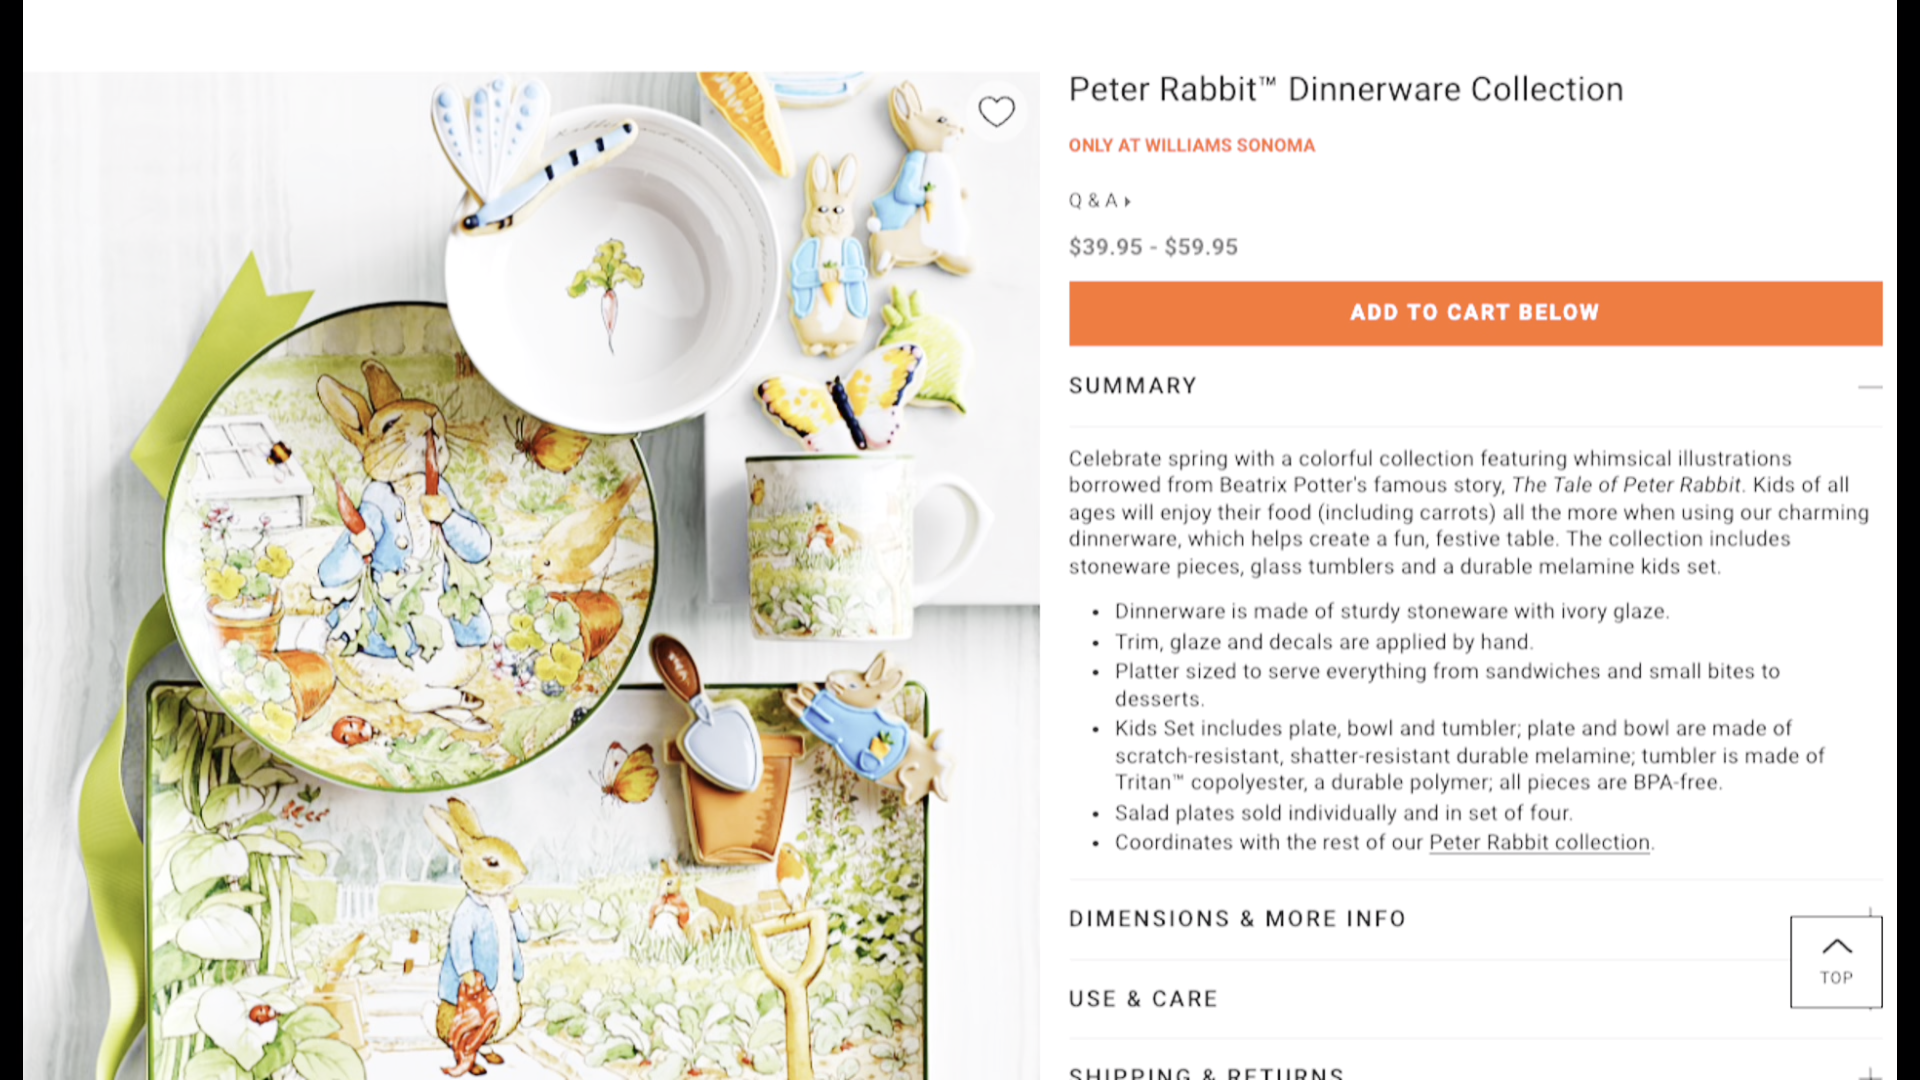 Peter Rabbit™ Dinnerware Collection
ONLY AT WILLIAMS SONOMA
Q & A
$39.95 - $59.95
ADD TO CART BELOW
SUMMARY
Celebrate spring with a colorful collection featuring whimsical illustrations
borrowed from Beatrix Potter's famous story, The Tale of Peter Rabbit. Kids of all
ages will enjoy their food (including carrots) all the more when using our charming
dinnerware, which helps create a fun, festive table. The collection includes
stoneware pieces, glass tumblers and a durable melamine kids set.
• Dinnerware is made of sturdy stoneware with ivory glaze.
• Trim, glaze and decals are applied by hand.
• Platter sized to serve everything from sandwiches and small bites to
desserts.
• Kids Set includes plate, bowl and tumbler; plate and bowl are made of
scratch-resistant, shatter-resistant durable melamine; tumbler is made of
Tritan™ copolyester, a durable polymer; all pieces are BPA-free.
• Salad plates sold individually and in set of four.
• Coordinates with the rest of our Peter Rabbit collection.
DIMENSIONS & MORE INFO
TOP
USE & CARE
SHIPPING & RETURNS